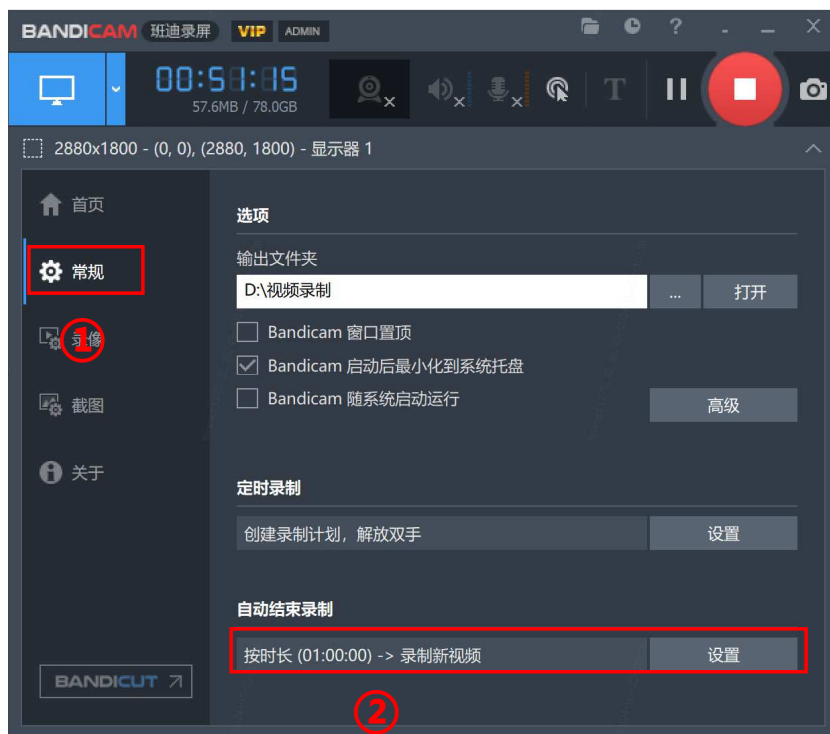 BANDICAM 班迪录屏 VIP ADMIN ?
00:51:15
57.6MB / 78.0GB
T
2880x1800 - (0, 0), (2880, 1800) - 显示器 1
首页
常规
①
录像
截图
关于
BANDICUT
选项
输出文件夹
D:\视频录制 ... 打开
Bandicam 窗口置顶
Bandicam 启动后最小化到系统托盘
Bandicam 随系统启动运行
高级
定时录制
创建录制计划，解放双手 设置
自动结束录制
按时长 (01:00:00) -> 录制新视频 设置
②